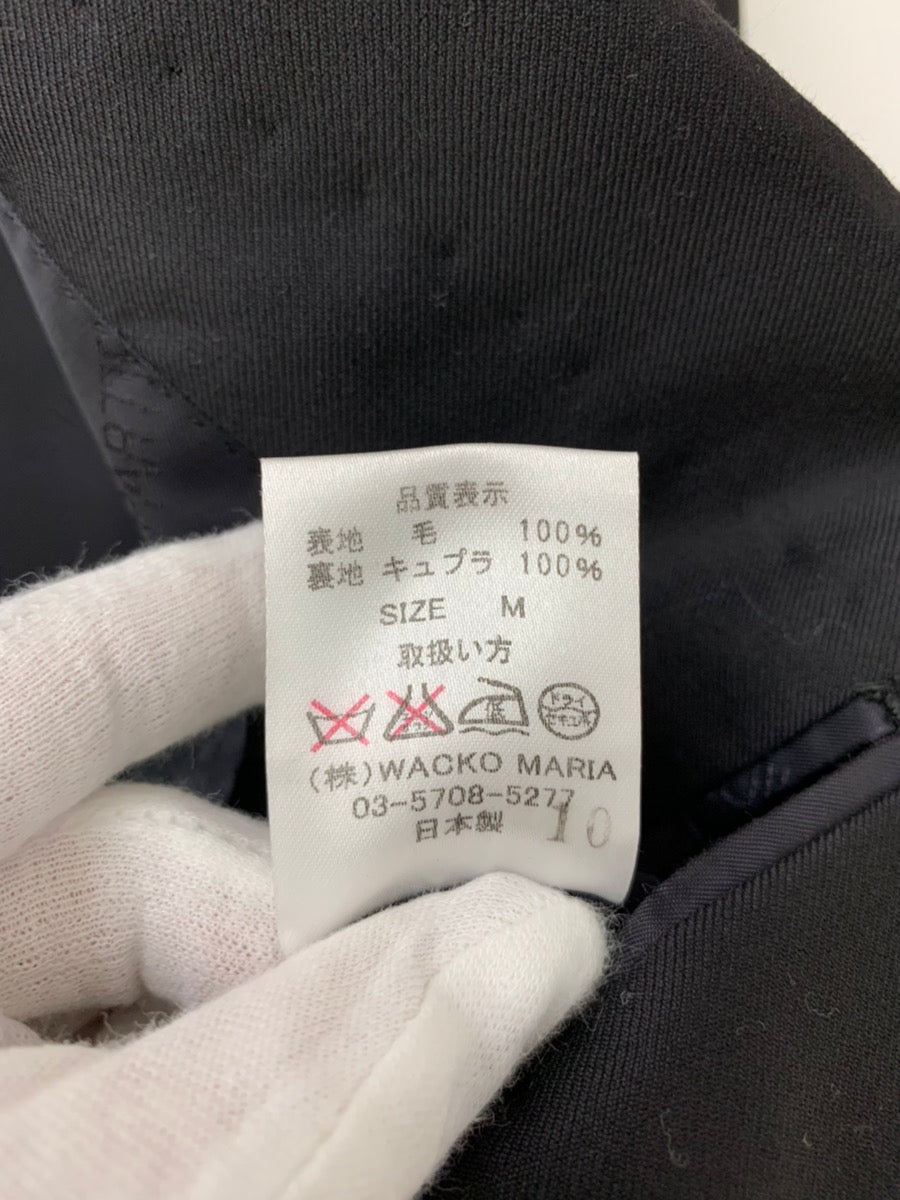 品質表示
表地 毛 100%
裏地 キュプラ 100%
SIZE M
取扱い方
ドライ
セキユ系
(株)WACKO MARIA
03-5708-5277
日本製 10